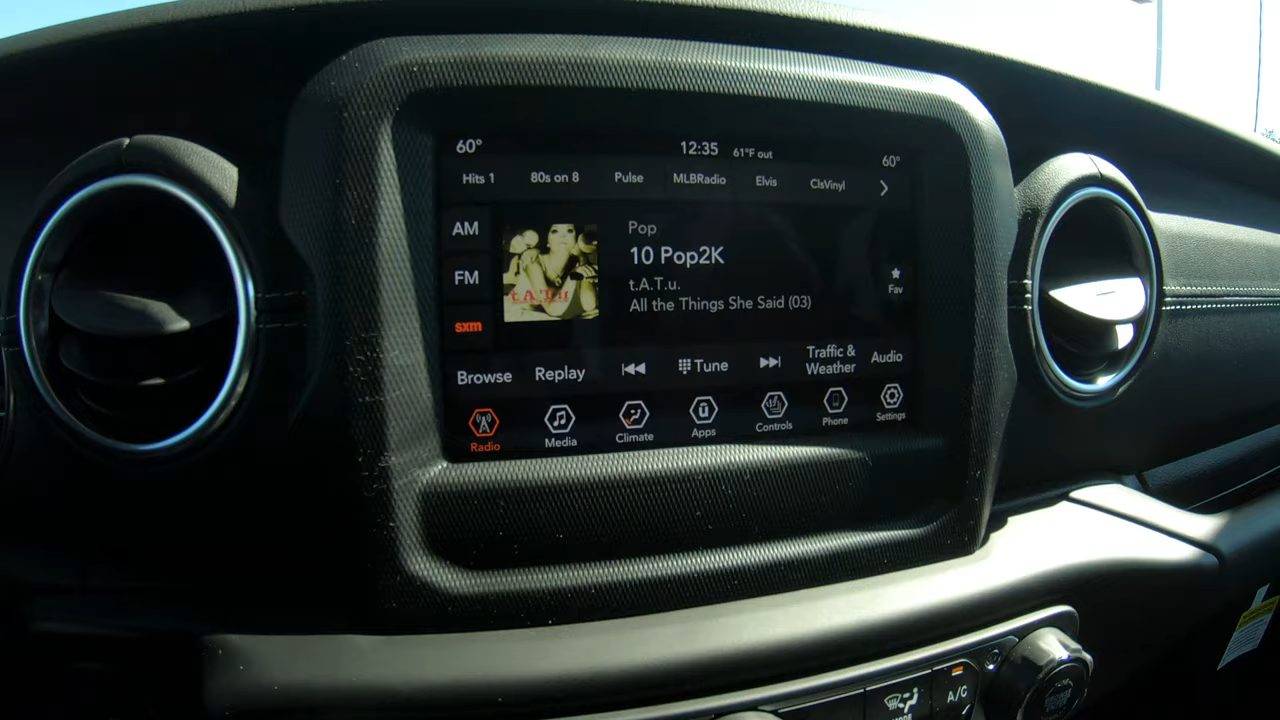 60° 12:35 61°F out 60°
Hits 1 80s on 8 Pulse MLBRadio Elvis ClsVinyl
AM
FM
sxm
t.A.T.u
Pop
10 Pop2K
t.A.T.u.
All the Things She Said (03)
Fav
Browse Replay Tune Traffic & Weather Audio
Radio Media Climate Apps Controls Phone Settings
MODE
A/C